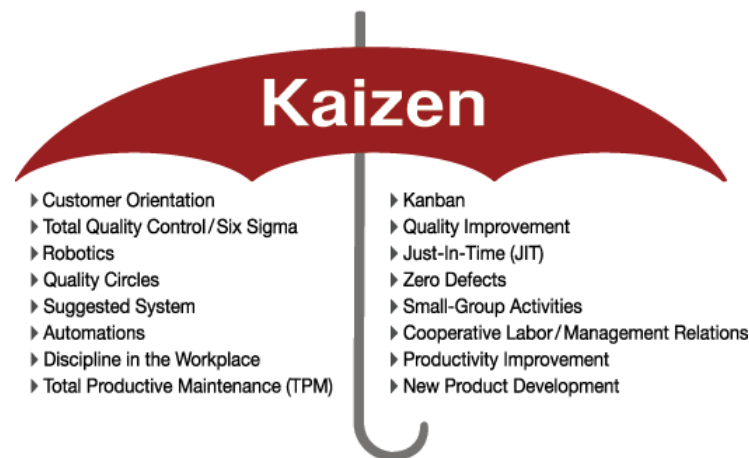 Kaizen
Customer Orientation
Total Quality Control/Six Sigma
Robotics
Quality Circles
Suggested System
Automations
Discipline in the Workplace
Total Productive Maintenance (TPM)
Kanban
Quality Improvement
Just-In-Time (JIT)
Zero Defects
Small-Group Activities
Cooperative Labor/Management Relations
Productivity Improvement
New Product Development